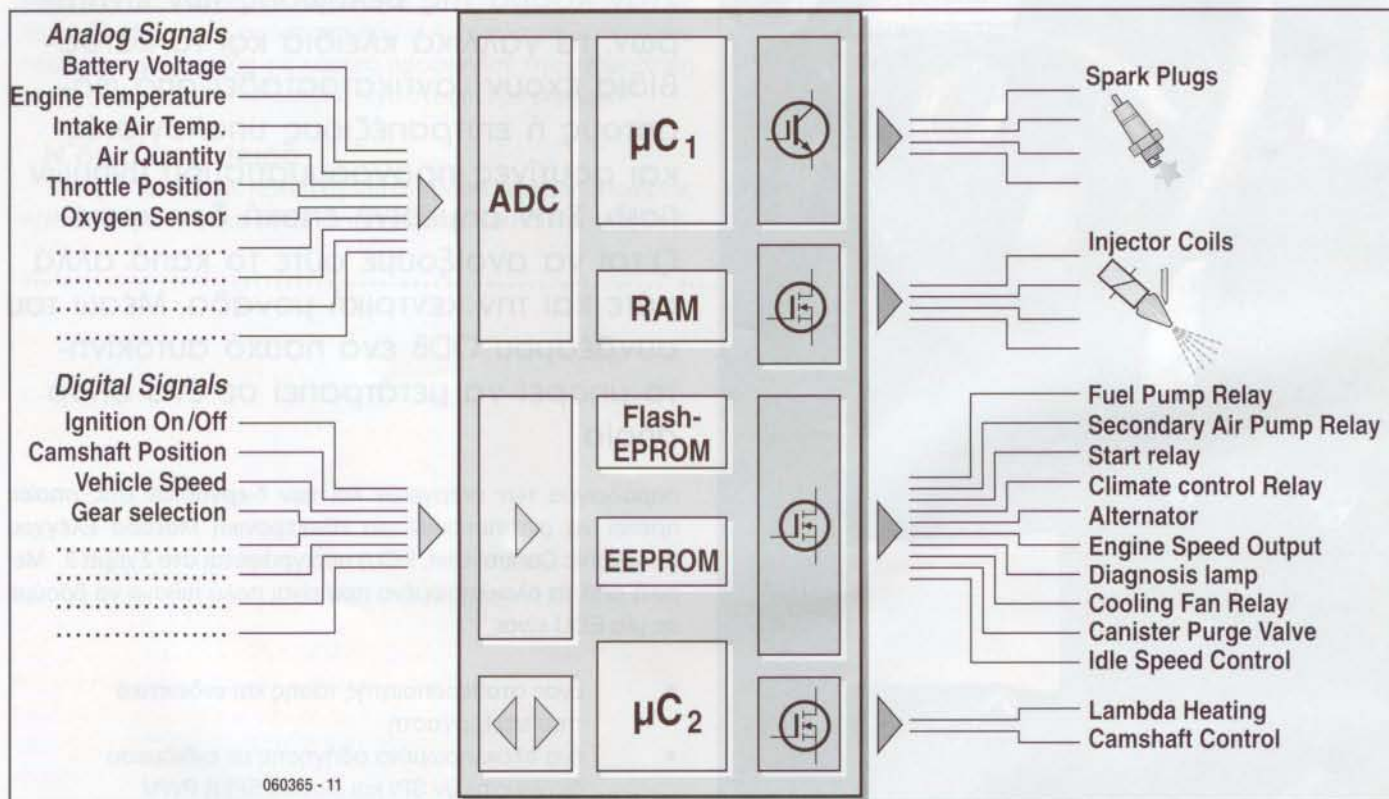 Analog Signals
Battery Voltage
Engine Temperature
Intake Air Temp.
Air Quantity
Throttle Position
Oxygen Sensor
Digital Signals
Ignition On/Off
Camshaft Position
Vehicle Speed
Gear selection
ADC
µC1
RAM
Flash-
EPROM
EEPROM
µC2
Spark Plugs
Injector Coils
Fuel Pump Relay
Secondary Air Pump Relay
Start relay
Climate control Relay
Alternator
Engine Speed Output
Diagnosis lamp
Cooling Fan Relay
Canister Purge Valve
Idle Speed Control
Lambda Heating
Camshaft Control
060365 - 11